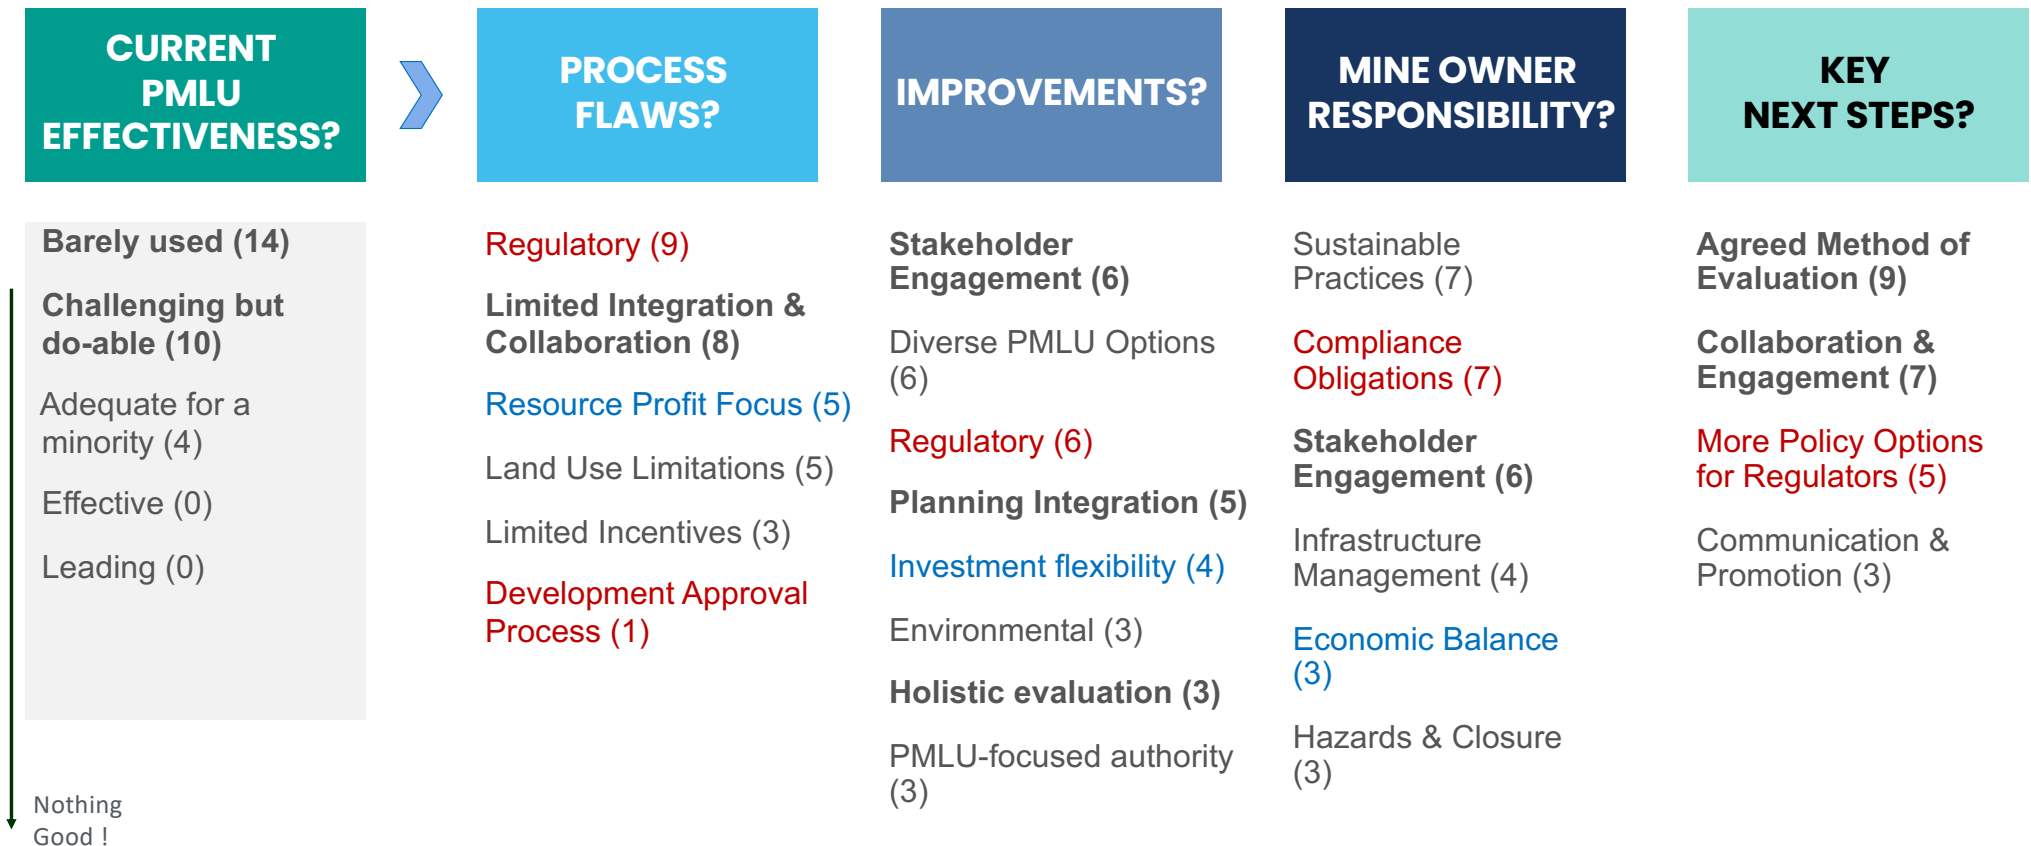 CURRENT
PMLU
EFFECTIVENESS?
Barely used (14)
Challenging but
do-able (10)
Adequate for a
minority (4)
Effective (0)
Leading (0)
Nothing
Good !
PROCESS
FLAWS?
Regulatory (9)
Limited Integration &
Collaboration (8)
Resource Profit Focus (5)
Land Use Limitations (5)
Limited Incentives (3)
Development Approval
Process (1)
IMPROVEMENTS?
Stakeholder
Engagement (6)
Diverse PMLU Options
(6)
Regulatory (6)
Planning Integration (5)
Investment flexibility (4)
Environmental (3)
Holistic evaluation (3)
PMLU-focused authority
(3)
MINE OWNER
RESPONSIBILITY?
Sustainable
Practices (7)
Compliance
Obligations (7)
Stakeholder
Engagement (6)
Infrastructure
Management (4)
Economic Balance
(3)
Hazards & Closure
(3)
KEY
NEXT STEPS?
Agreed Method of
Evaluation (9)
Collaboration &
Engagement (7)
More Policy Options
for Regulators (5)
Communication &
Promotion (3)